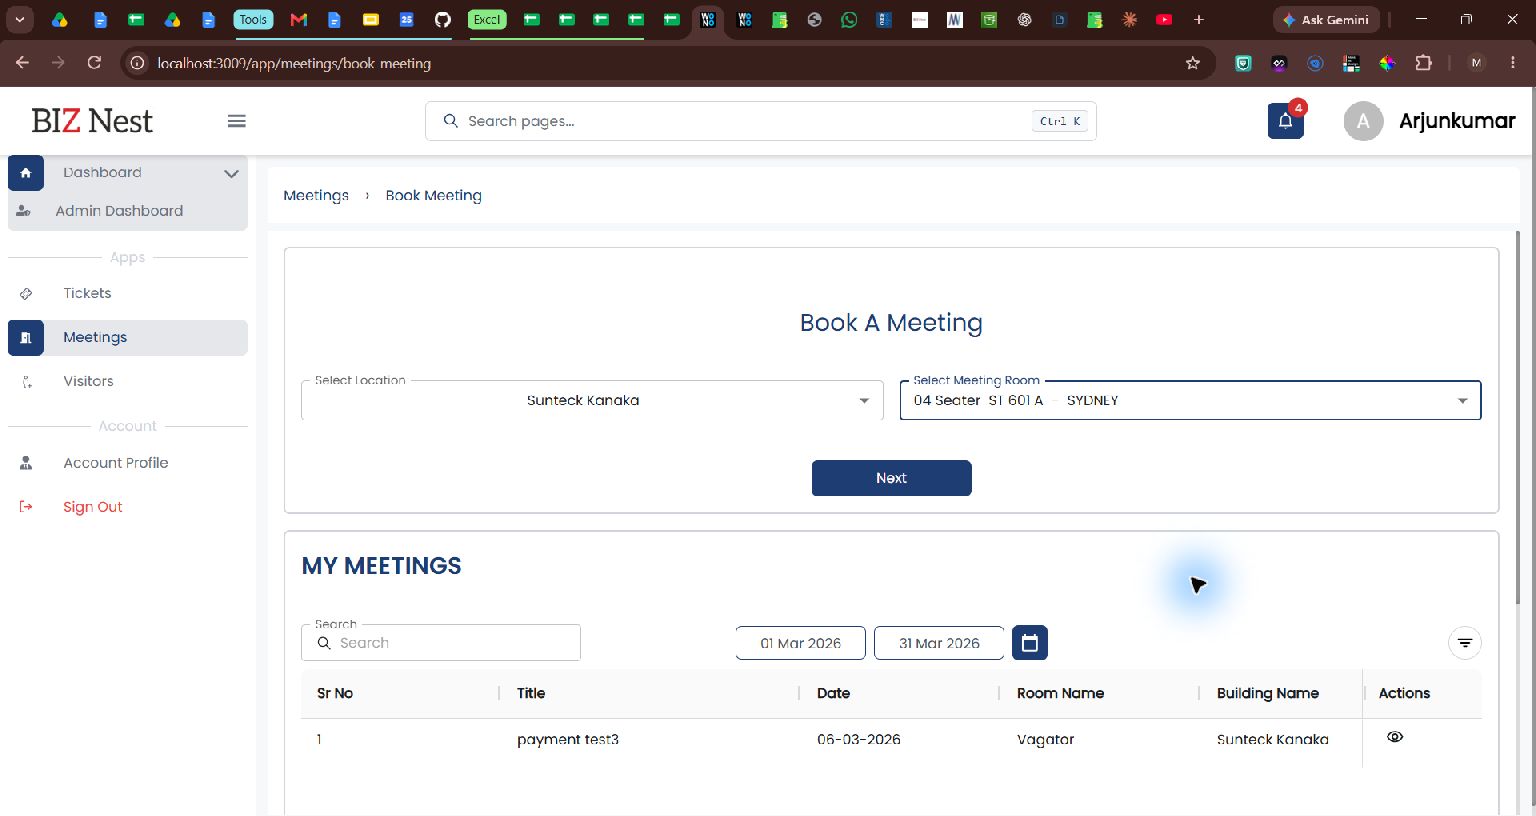 Tools
Excel
Ask Gemini
localhost:3009/app/meetings/book-meeting
M
BIZ Nest
Search pages...
Ctrl K
4
A
Arjunkumar
Dashboard
Admin Dashboard
Apps
Tickets
Meetings
Visitors
Account
Account Profile
Sign Out
Meetings › Book Meeting
Book A Meeting
Select Location
Sunteck Kanaka
Select Meeting Room
04 Seater ST 601 A - SYDNEY
Next
MY MEETINGS
Search
Search
01 Mar 2026
31 Mar 2026
Sr No Title Date Room Name Building Name Actions
1 payment test3 06-03-2026 Vagator Sunteck Kanaka